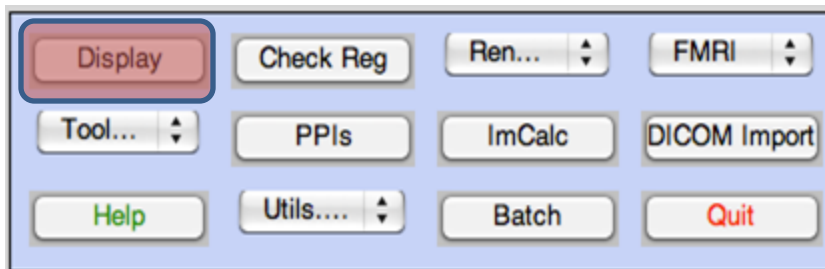 Display Check Reg Ren... FMRI
Tool... PPIs ImCalc DICOM Import
Help Utils.... Batch Quit